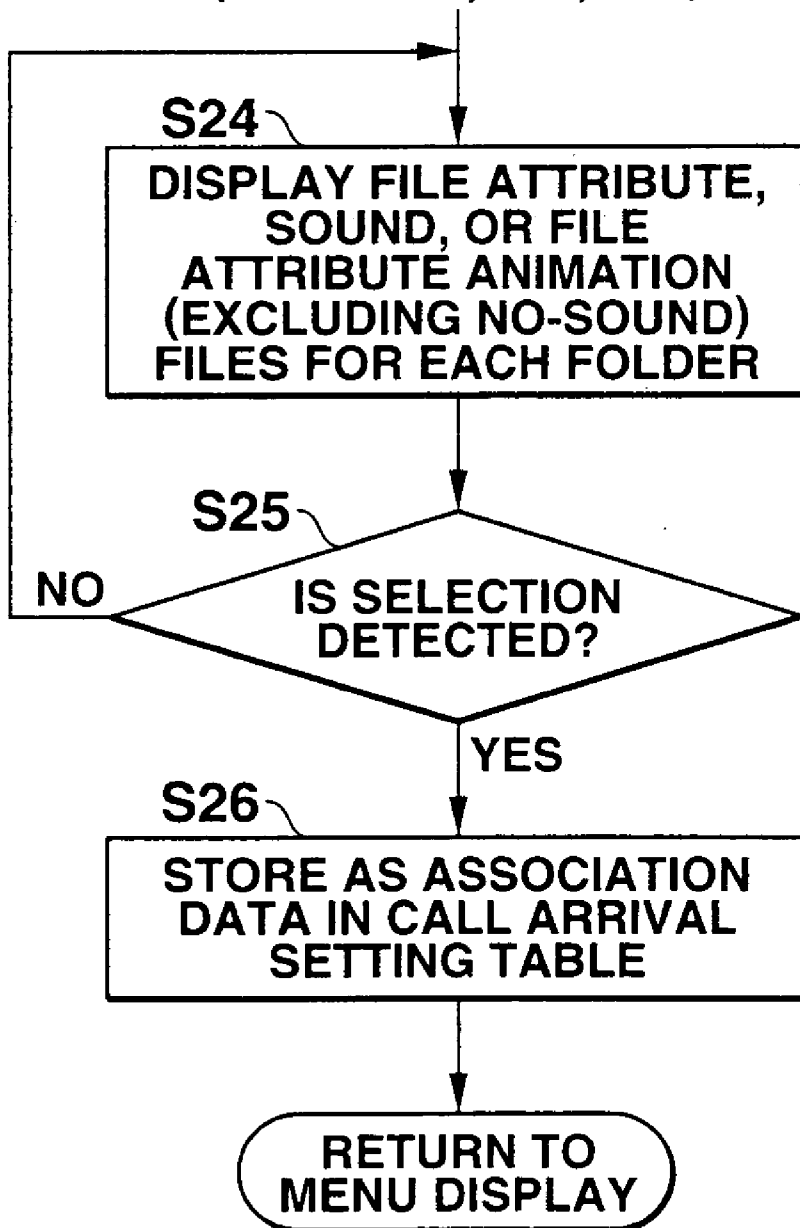 S24
DISPLAY FILE ATTRIBUTE,
SOUND, OR FILE
ATTRIBUTE ANIMATION
(EXCLUDING NO-SOUND)
FILES FOR EACH FOLDER
S25
NO
IS SELECTION
DETECTED?
YES
S26
STORE AS ASSOCIATION
DATA IN CALL ARRIVAL
SETTING TABLE
RETURN TO
MENU DISPLAY